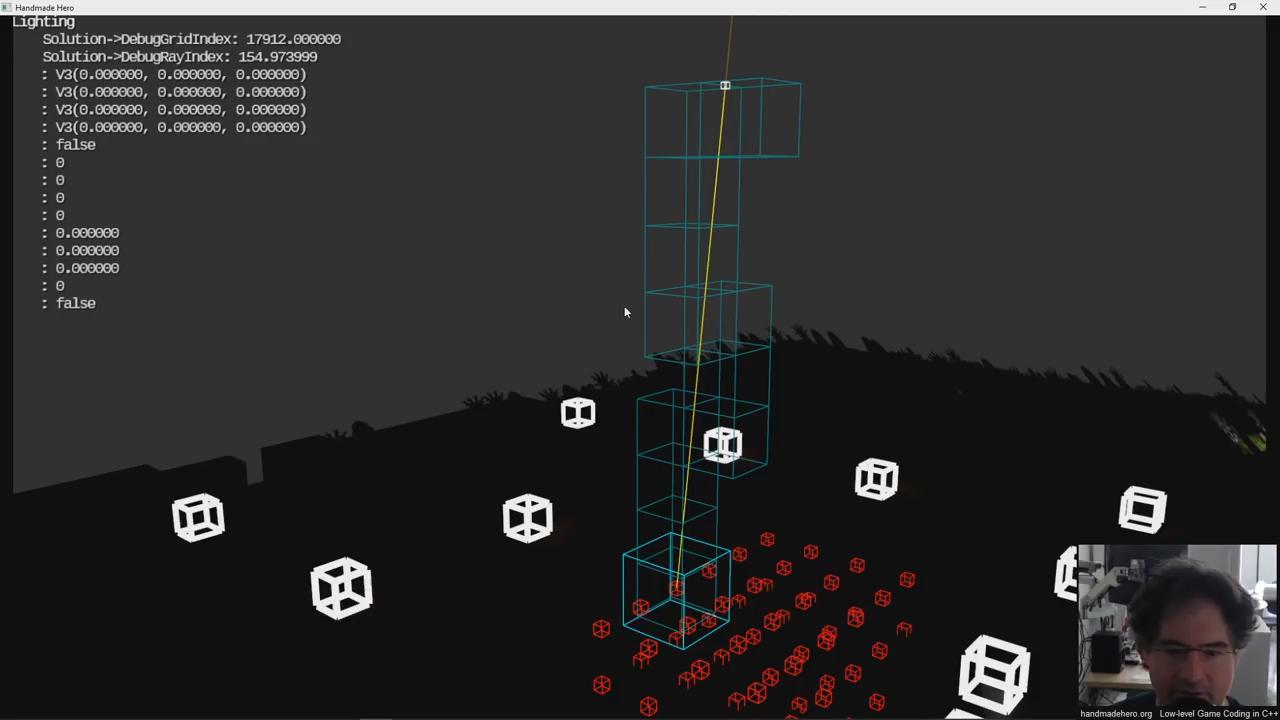 Handmade Hero
Lighting
Solution->DebugGridIndex: 17912.000000
Solution->DebugRayIndex: 154.973999
: V3(0.000000, 0.000000, 0.000000)
: V3(0.000000, 0.000000, 0.000000)
: V3(0.000000, 0.000000, 0.000000)
: V3(0.000000, 0.000000, 0.000000)
: false
: 0
: 0
: 0
: 0
: 0.000000
: 0.000000
: 0.000000
: 0
: false
handmadehero.org Low-level Game Coding in C++